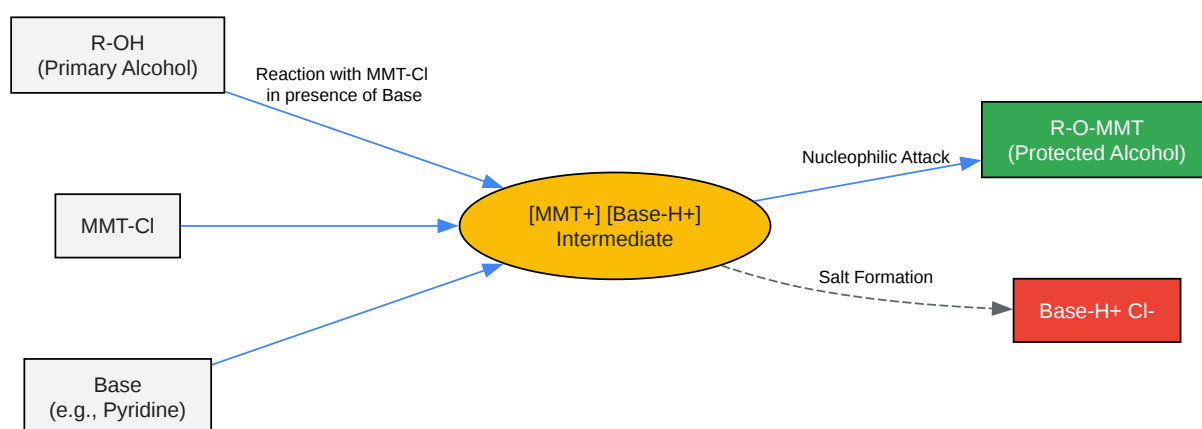 R-OH
(Primary Alcohol)
Reaction with MMT-Cl
in presence of Base
MMT-Cl
Base
(e.g., Pyridine)
[MMT+] [Base-H+]
Intermediate
Nucleophilic Attack
R-O-MMT
(Protected Alcohol)
Salt Formation
Base-H+ Cl-